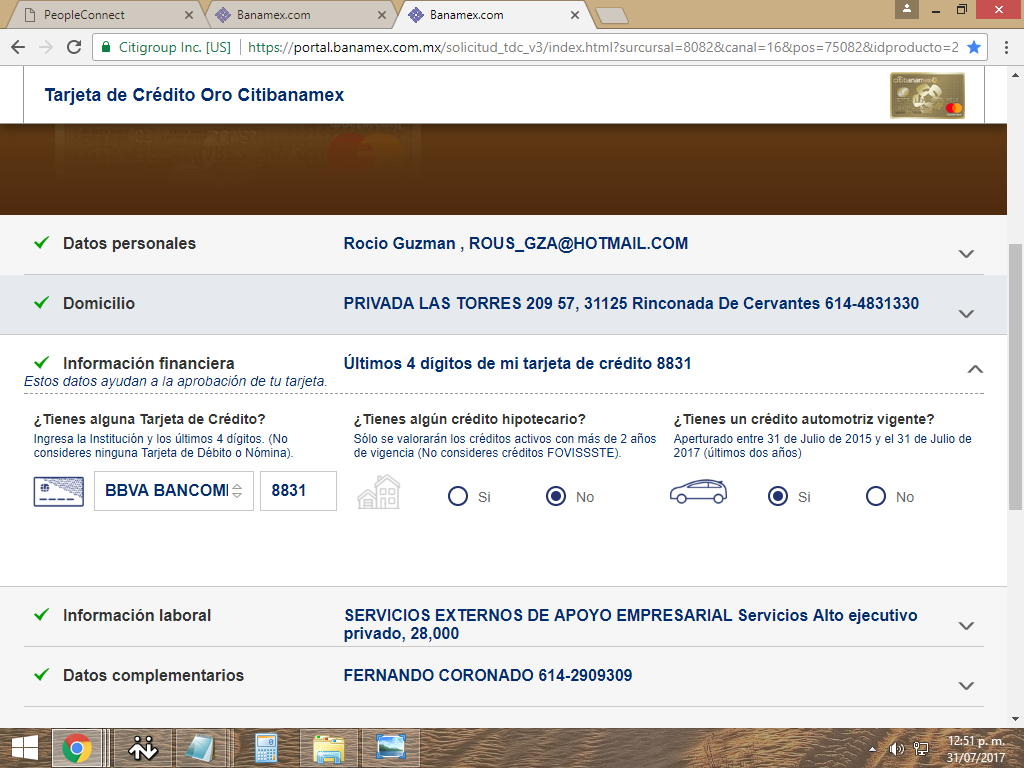 PeopleConnect
Banamex.com
Banamex.com
Citigroup Inc. [US]
https://portal.banamex.com.mx/solicitud_tdc_v3/index.html?surcursal=8082&canal=16&pos=75082&idproducto=2
Tarjeta de Crédito Oro Citibanamex
citibanamex
Datos personales
Rocio Guzman , ROUS_GZA@HOTMAIL.COM
Domicilio
PRIVADA LAS TORRES 209 57, 31125 Rinconada De Cervantes 614-4831330
Información financiera
Últimos 4 dígitos de mi tarjeta de crédito 8831
Estos datos ayudan a la aprobación de tu tarjeta.
¿Tienes alguna Tarjeta de Crédito?
Ingresa la Institución y los últimos 4 dígitos. (No
consideres ninguna Tarjeta de Débito o Nómina).
BBVA BANCOM
8831
¿Tienes algún crédito hipotecario?
Sólo se valorarán los créditos activos con más de 2 años
de vigencia (No consideres créditos FOVISSSTE).
Si
No
¿Tienes un crédito automotriz vigente?
Aperturado entre 31 de Julio de 2015 y el 31 de Julio de
2017 (últimos dos años)
Si
No
Información laboral
SERVICIOS EXTERNOS DE APOYO EMPRESARIAL Servicios Alto ejecutivo
privado, 28,000
Datos complementarios
FERNANDO CORONADO 614-2909309
12:51 p. m.
31/07/2017